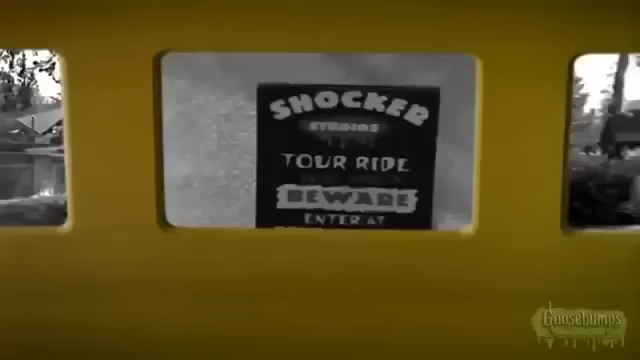 SHOCKER
STUDIOS
TOUR RIDE
BEWARE
ENTER AT
Goosebumps